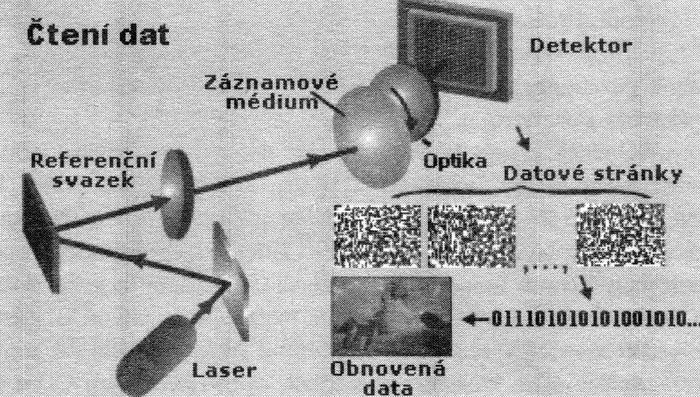 Čtení dat
Detektor
Záznamové
médium
Referenční
svazek
Optika
Datové stránky
,....,
011101010101001010...
Laser
Obnovená
data